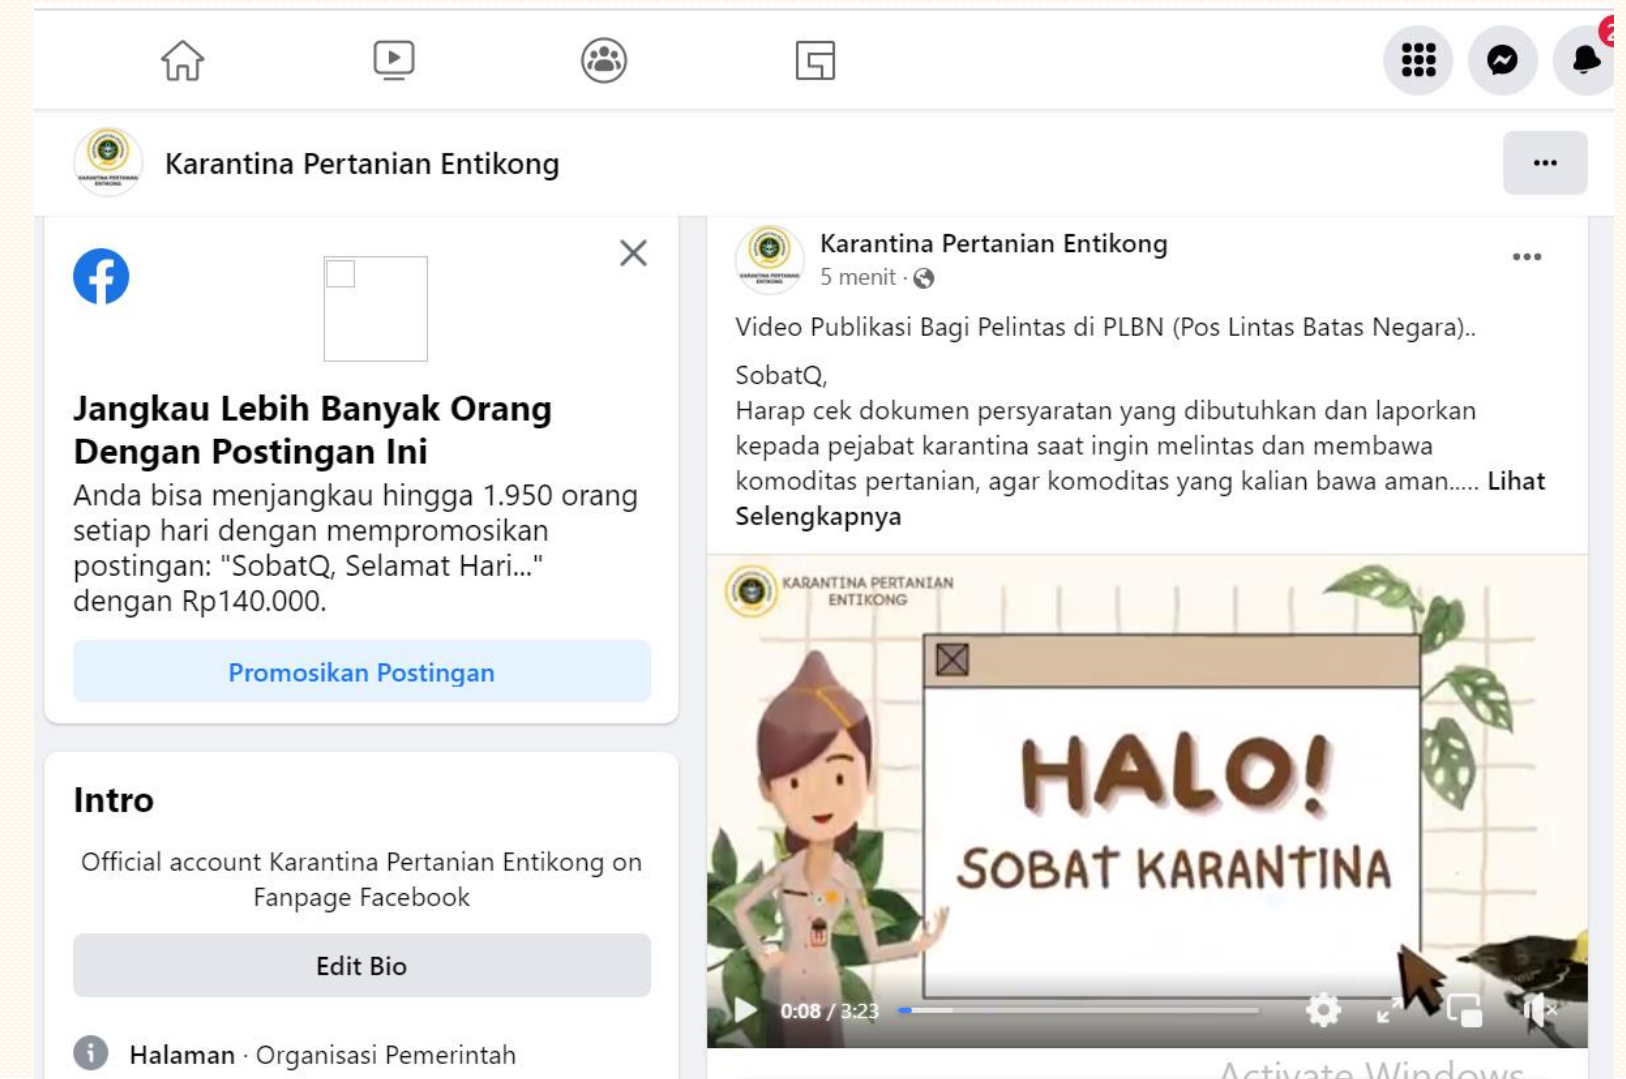 Karantina Pertanian Entikong
Jangkau Lebih Banyak Orang
Dengan Postingan Ini
Anda bisa menjangkau hingga 1.950 orang
setiap hari dengan mempromosikan
postingan: "SobatQ, Selamat Hari..."
dengan Rp140.000.
Promosikan Postingan
Intro
Official account Karantina Pertanian Entikong on
Fanpage Facebook
Edit Bio
Halaman · Organisasi Pemerintah
Karantina Pertanian Entikong
5 menit ·
Video Publikasi Bagi Pelintas di PLBN (Pos Lintas Batas Negara)..
SobatQ,
Harap cek dokumen persyaratan yang dibutuhkan dan laporkan
kepada pejabat karantina saat ingin melintas dan membawa
komoditas pertanian, agar komoditas yang kalian bawa aman..... Lihat
Selengkapnya
KARANTINA PERTANIAN
ENTIKONG
HALO!
SOBAT KARANTINA
0:08 / 3:23
Activate Windows